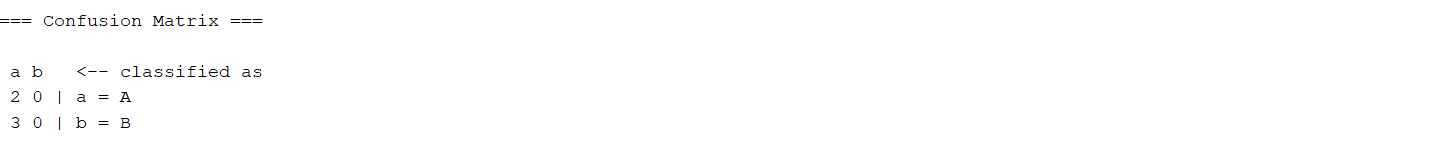 === Confusion Matrix ===
a b <-- classified as
2 0 | a = A
3 0 | b = B